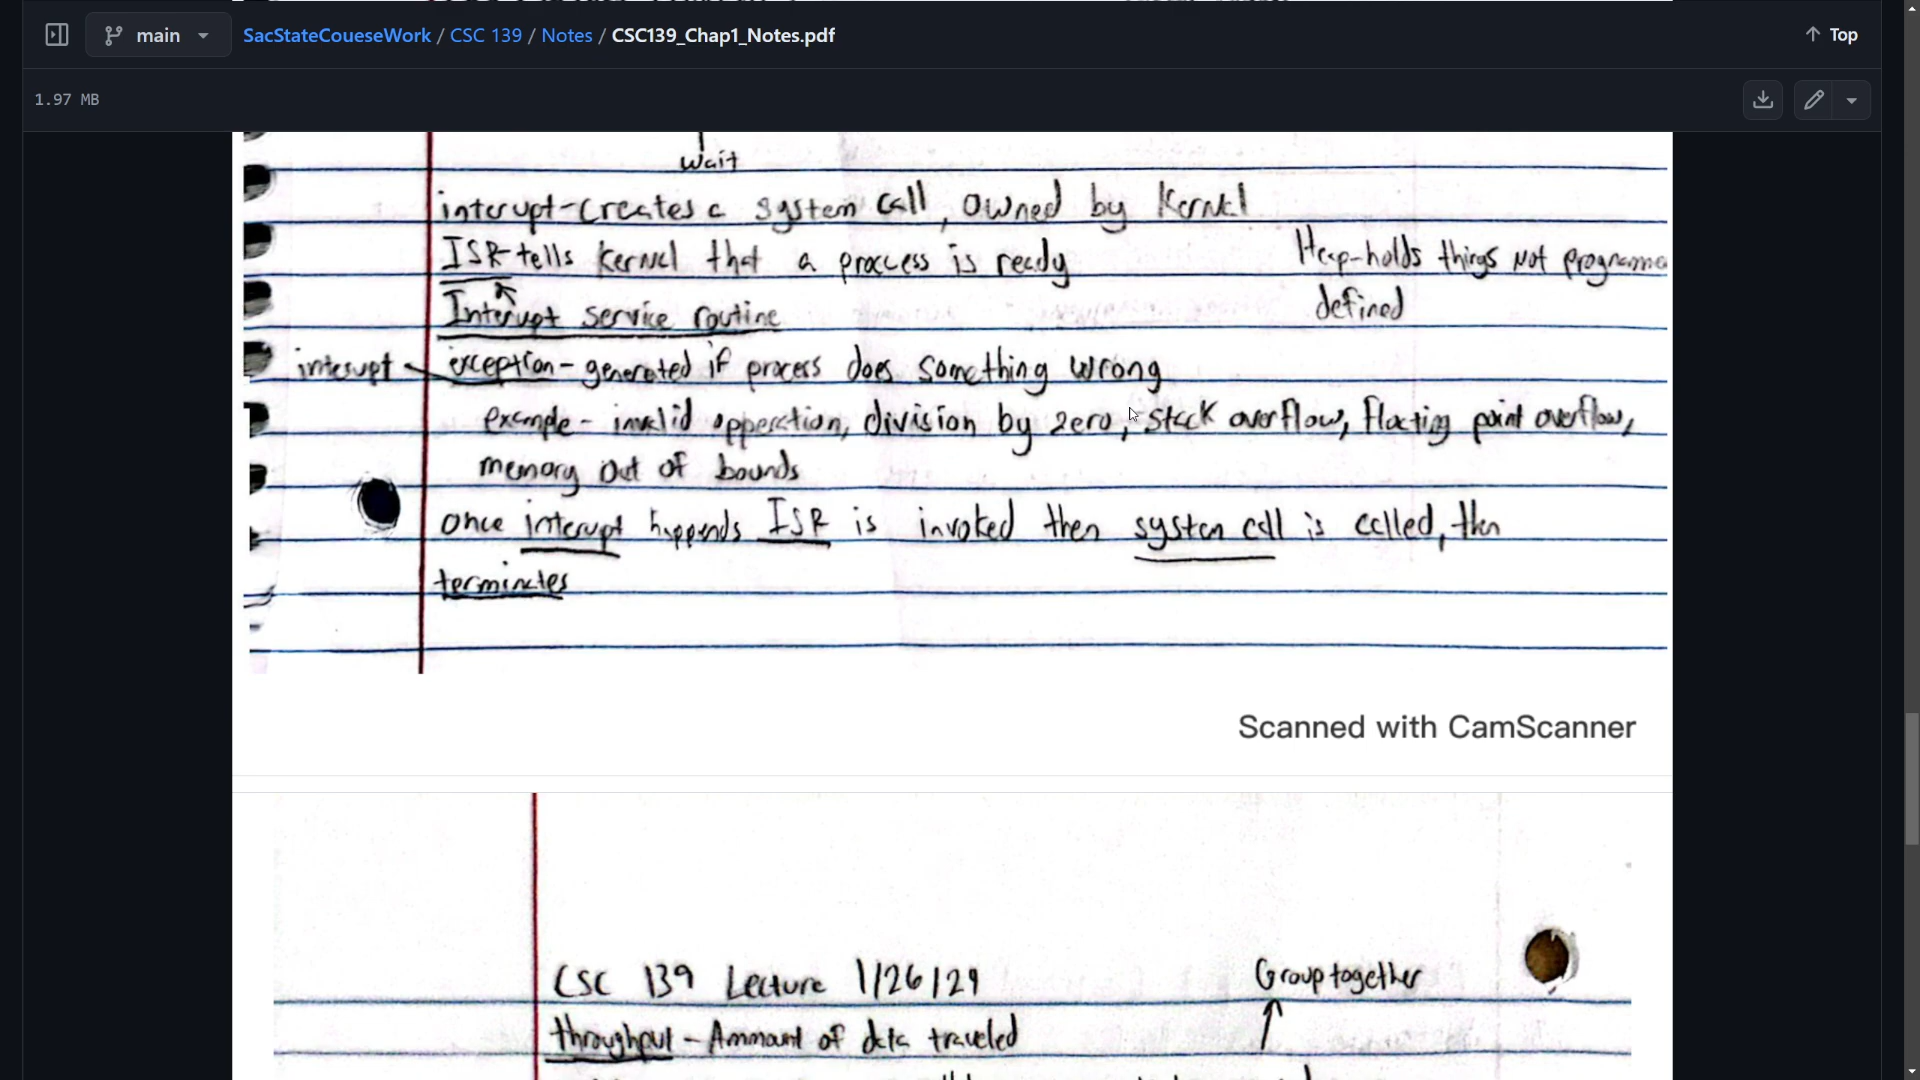 main
SacStateCoueseWork / CSC 139 / Notes / CSC139_Chap1_Notes.pdf
Top
1.97 MB
wait
interupt-creates a system call, owned by Kernel
ISR-tells kernel that a proccess is ready
Heap-holds things not programme
defined
Interupt service routine
interupt
exception - generated if process does something wrong
example - invalid opperation, division by zero, stack overflow, floating point overflow,
memory out of bounds
once interupt happends ISR is invoked then system call is called, then
terminates
Scanned with CamScanner
CSC 139 Lecture 1/26/24
Group together
throughput - Ammount of data traveled